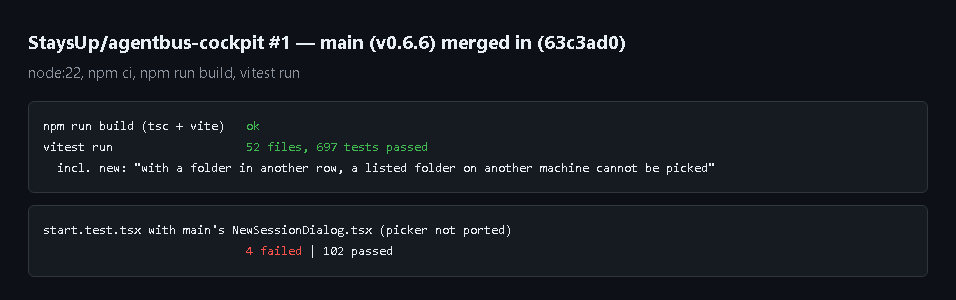 StaysUp/agentbus-cockpit #1 — main (v0.6.6) merged in (63c3ad0)
node:22, npm ci, npm run build, vitest run
npm run build (tsc + vite)   ok
vitest run                   52 files, 697 tests passed
  incl. new: "with a folder in another row, a listed folder on another machine cannot be picked"
start.test.tsx with main's NewSessionDialog.tsx (picker not ported)
                             4 failed | 102 passed